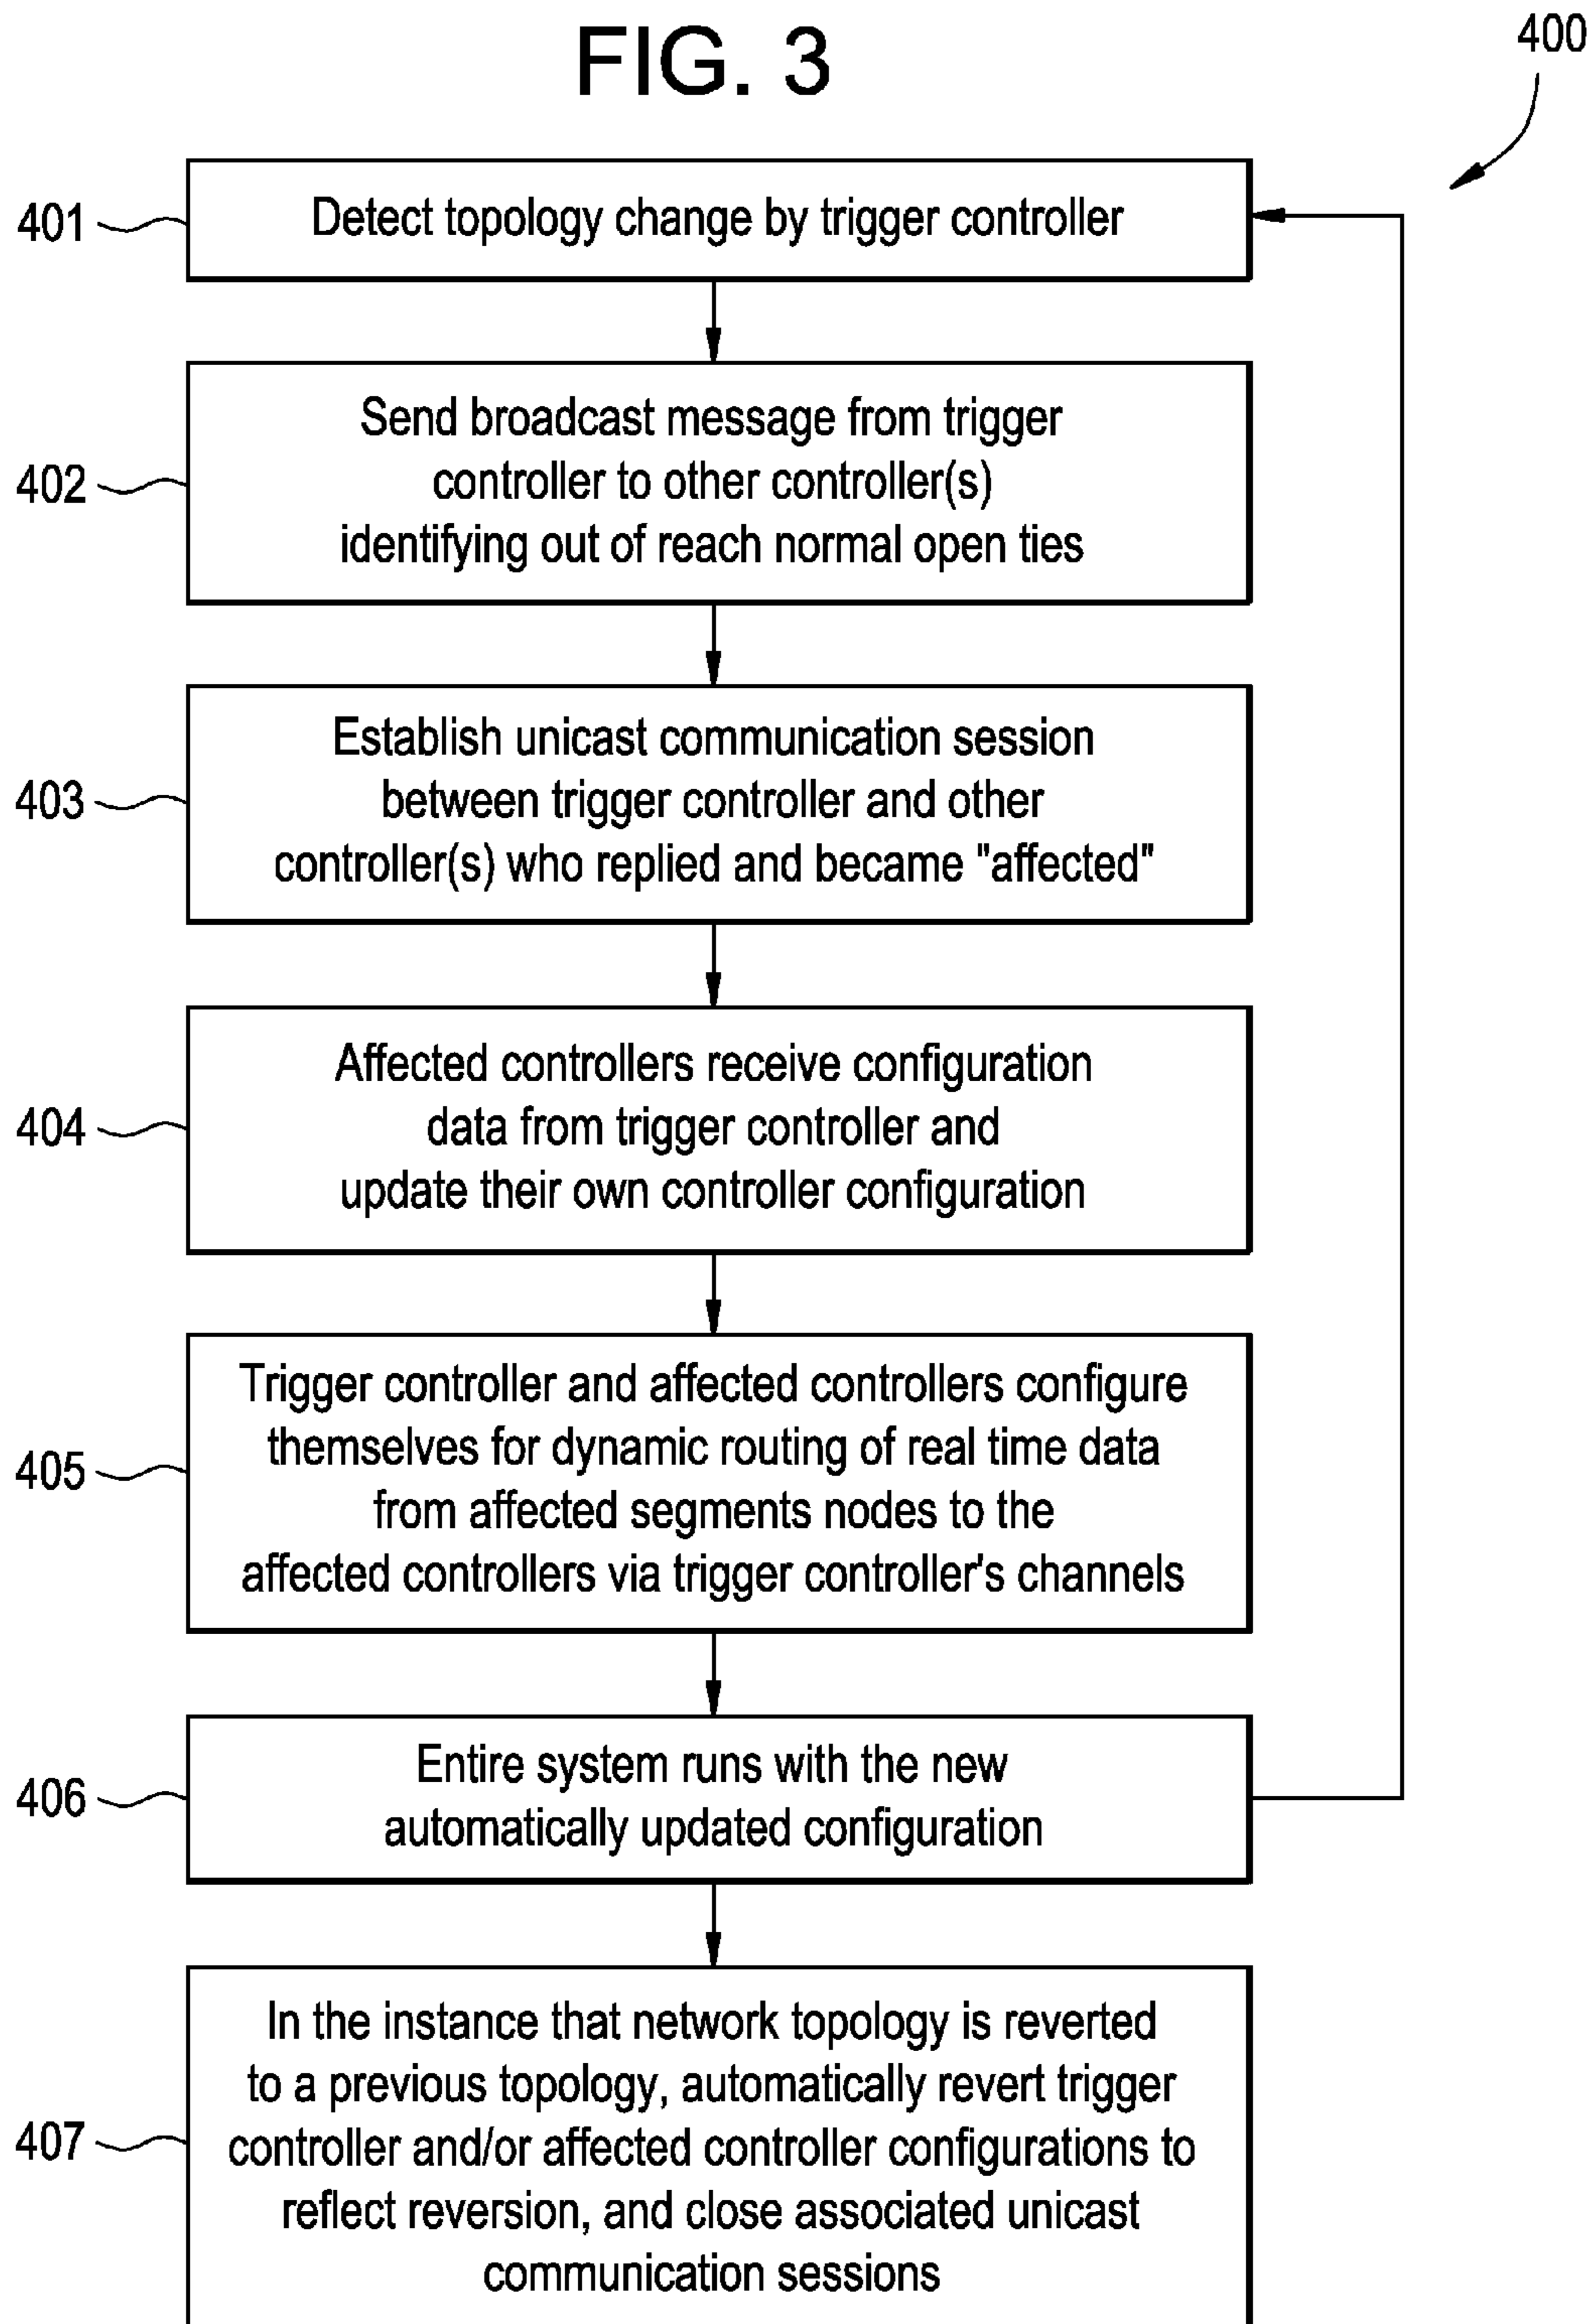 FIG. 3
400
401
Detect topology change by trigger controller
402
Send broadcast message from trigger
controller to other controller(s)
identifying out of reach normal open ties
403
Establish unicast communication session
between trigger controller and other
controller(s) who replied and became "affected"
404
Affected controllers receive configuration
data from trigger controller and
update their own controller configuration
405
Trigger controller and affected controllers configure
themselves for dynamic routing of real time data
from affected segments nodes to the
affected controllers via trigger controller's channels
406
Entire system runs with the new
automatically updated configuration
407
In the instance that network topology is reverted
to a previous topology, automatically revert trigger
controller and/or affected controller configurations to
reflect reversion, and close associated unicast
communication sessions